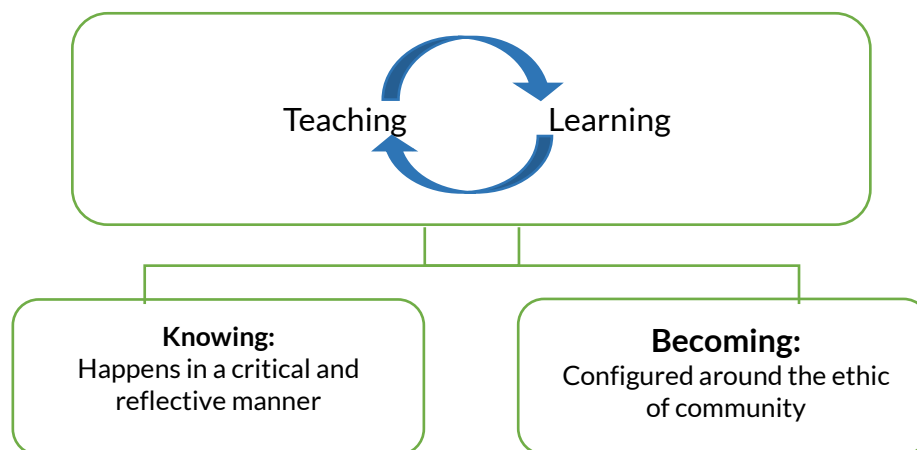 Teaching Learning
Knowing:
Happens in a critical and
reflective manner
Becoming:
Configured around the ethic
of community